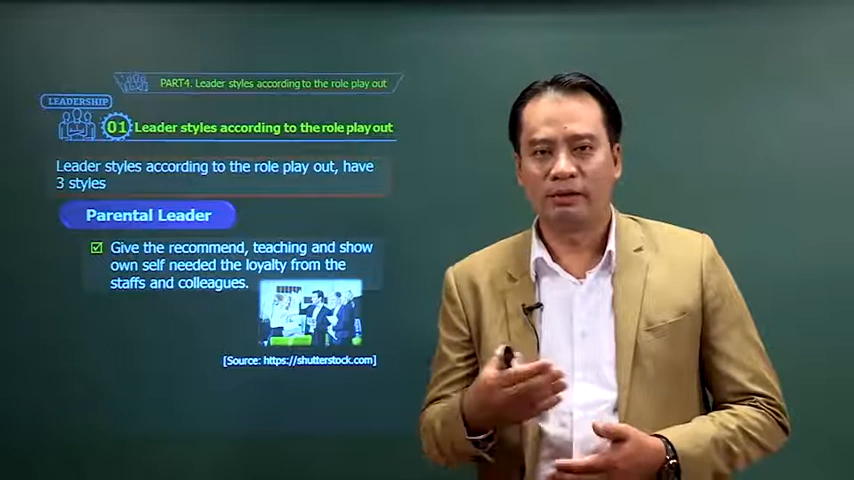 PART4. Leader styles according to the role play out
LEADERSHIP
01 Leader styles according to the role play out
Leader styles according to the role play out, have
3 styles
Parental Leader
Give the recommend, teaching and show
own self needed the loyalty from the
staffs and colleagues.
[Source: https://shutterstock.com]